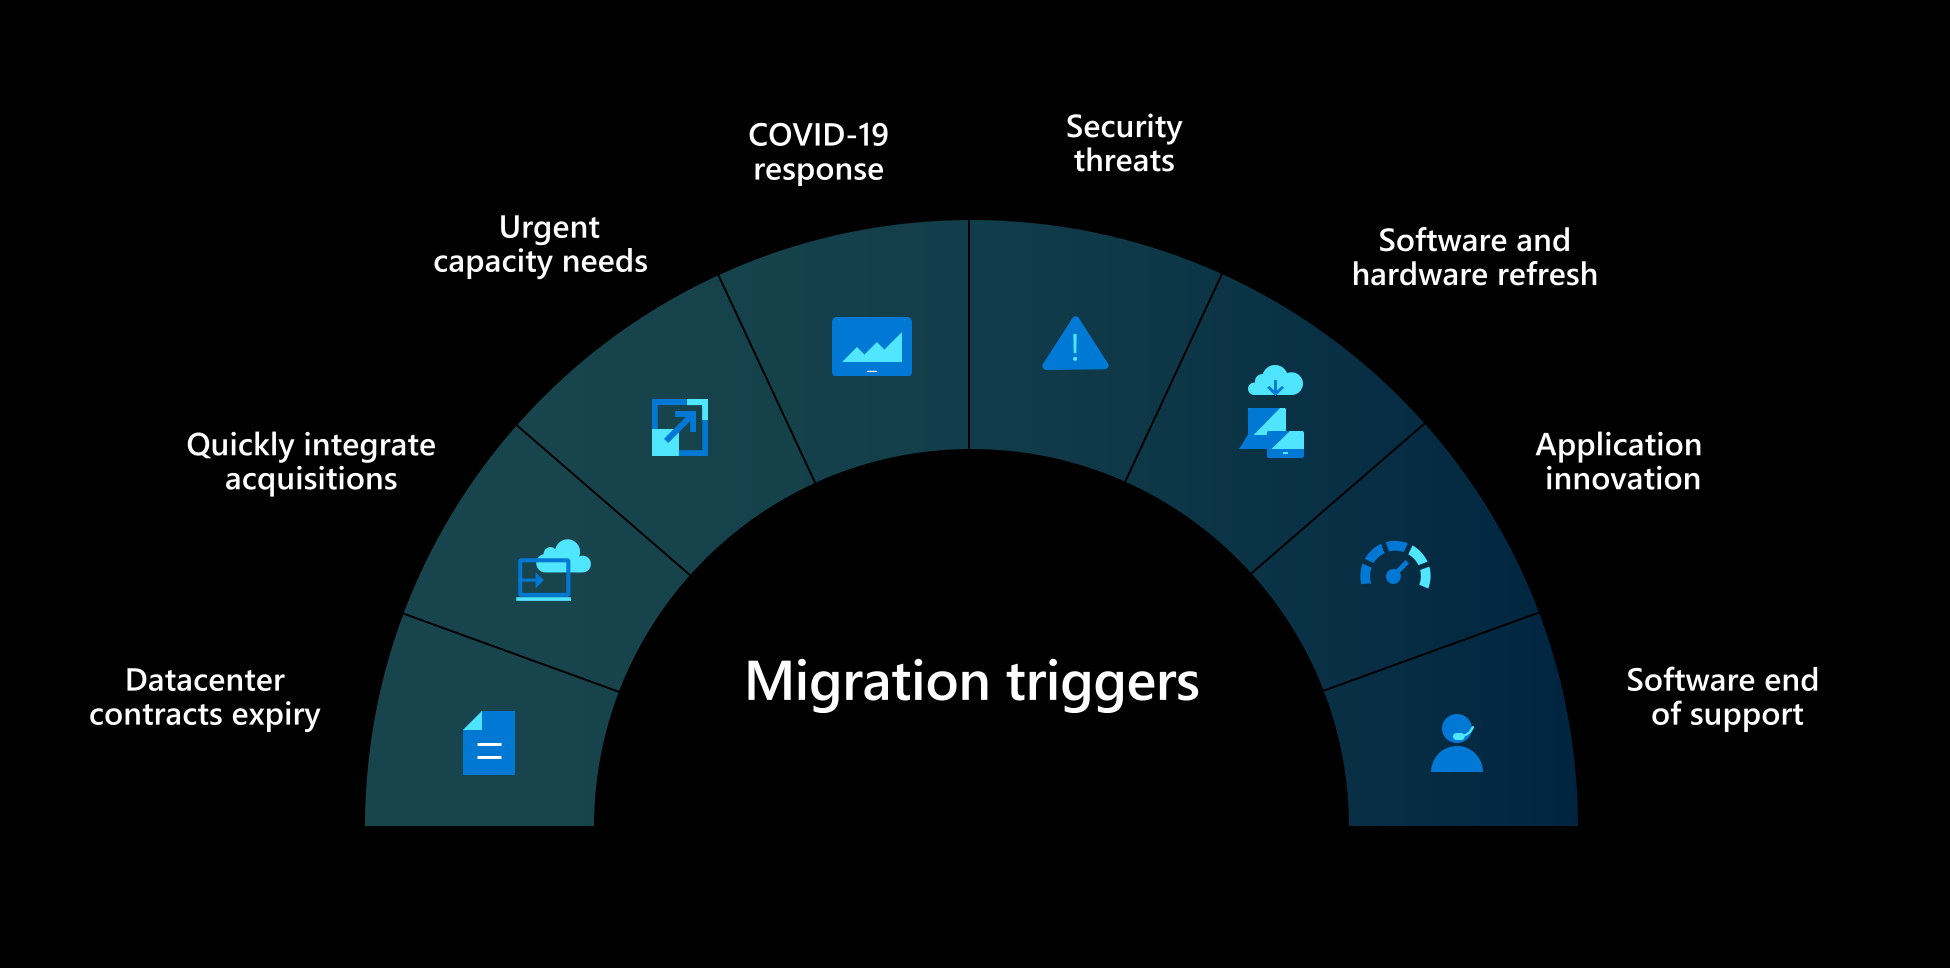 COVID-19
response
Security
threats
Urgent
capacity needs
Software and
hardware refresh
Quickly integrate
acquisitions
Application
innovation
Datacenter
contracts expiry
Migration triggers
Software end
of support